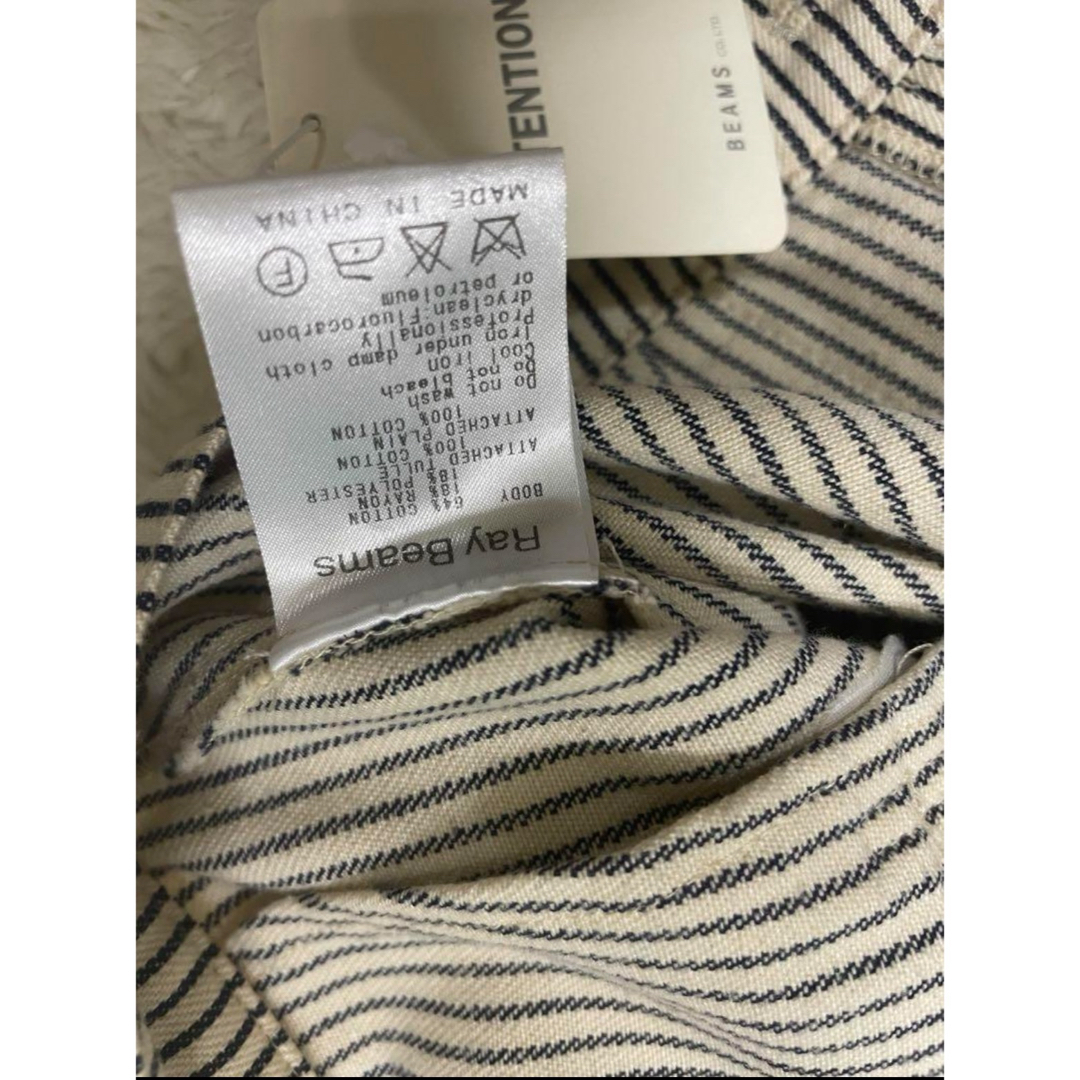 Ray Beams
BODY
64% COTTON
18% RAYON
18% POLYESTER
ATTACHED TULLE
100% COTTON
ATTACHED PLAIN
100% COTTON
Do not wash
Do not bleach
Cool iron
Iron under damp cloth
Professionally
dryclean:Fluorocarbon
or petroleum
F
MADE IN CHINA
TENTION
BEAMS CO.,LTD.